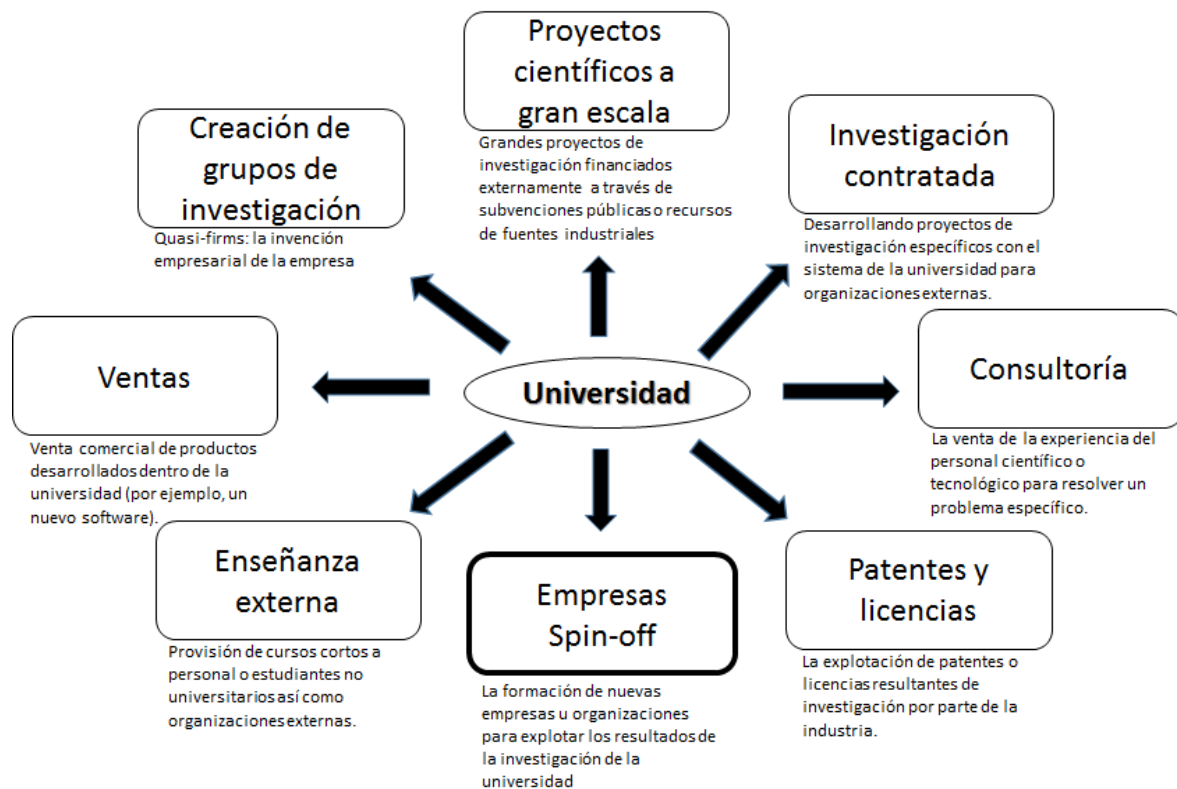 Proyectos
científicos a
gran escala
Grandes proyectos de
investigación financiados
externamente a través de
subvenciones públicas o recursos
de fuentes industriales
Creación de
grupos de
investigación
Quasi-firms: la invención
empresarial de la empresa
Investigación
contratada
Desarrollando proyectos de
investigación específicos con el
sistema de la universidad para
organizaciones externas.
Ventas
Venta comercial de productos
desarrollados dentro de la
universidad (por ejemplo, un
nuevo software).
Universidad
Consultoría
La venta de la experiencia del
personal científico o
tecnológico para resolver un
problema específico.
Enseñanza
externa
Provisión de cursos cortos a
personal o estudiantes no
universitarios así como
organizaciones externas.
Empresas
Spin-off
La formación de nuevas
empresas u organizaciones
para explotar los resultados de
la investigación de la
universidad
Patentes y
licencias
La explotación de patentes o
licencias resultantes de
investigación por parte de la
industria.